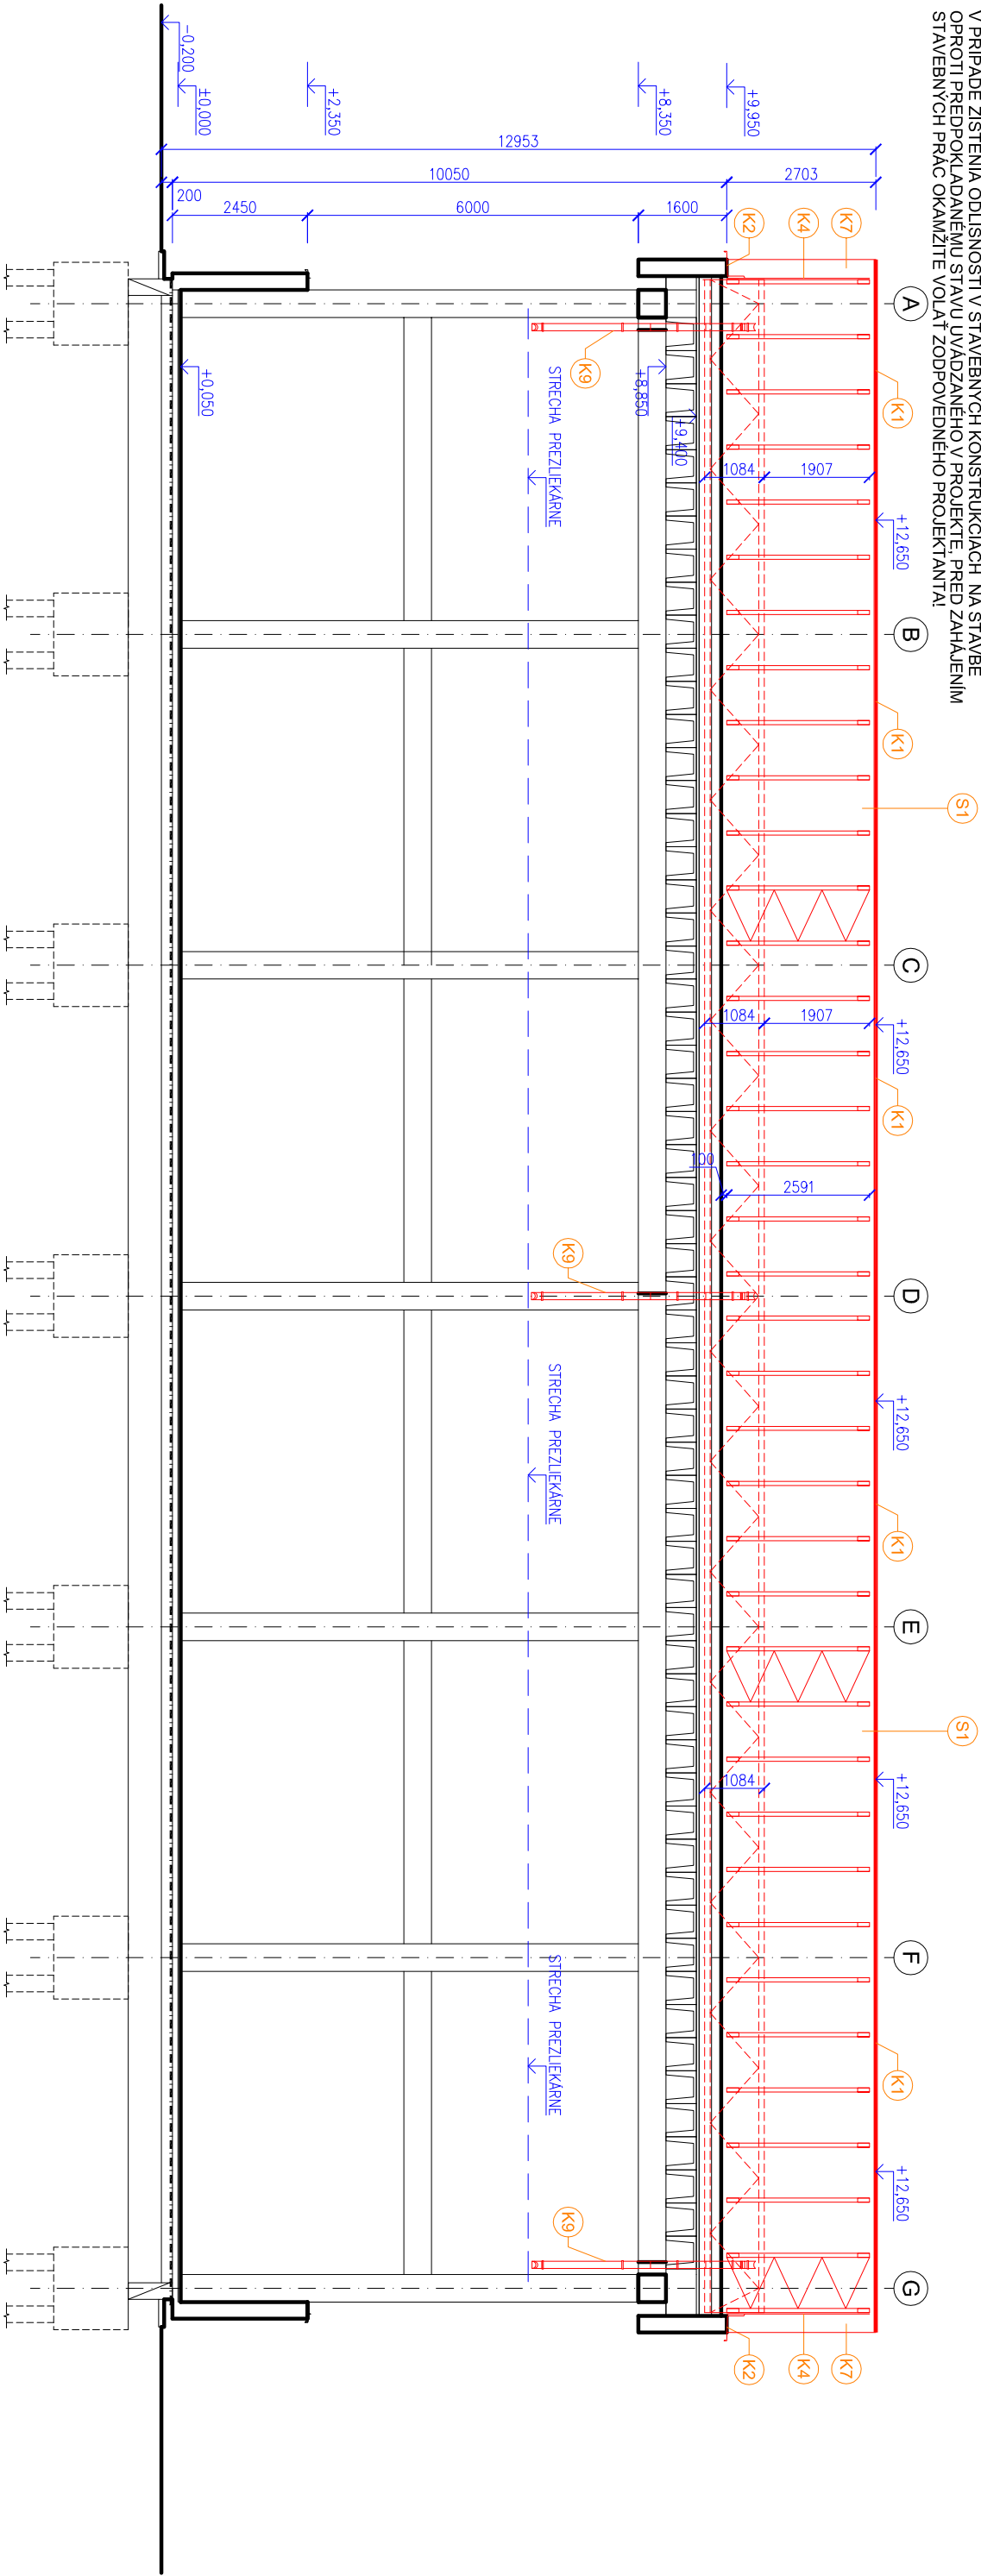 V PRÍPADE ZISTENIA ODLIŠNOSTÍ V STAVEBNÝCH KONŠTRUKCIÁCH NA STAVBE
OPROTI PREDPOKLADANÉMU STAVU UVÁDZANÉHO V PROJEKTE, PRED ZAHÁJENÍM
STAVEBNÝCH PRÁC OKAMŽITE VOLAŤ ZODPOVEDNÉHO PROJEKTANTA!
S1
S1
A
B
C
D
E
F
G
K1
+12,650
K1
+12,650
K1
+12,650
K1
+12,650
K1
+12,650
K7
K4
K2
K7
K4
K2
2703
1907
1084
1907
1084
2591
100
1084
+9,950
+9,400
+8,850
+8,350
12953
10050
1600
6000
2450
200
K9
K9
K9
STRECHA PREZLIEKÁRNE
STRECHA PREZLIEKÁRNE
STRECHA PREZLIEKÁRNE
+2,350
+0,050
±0,000
-0,200